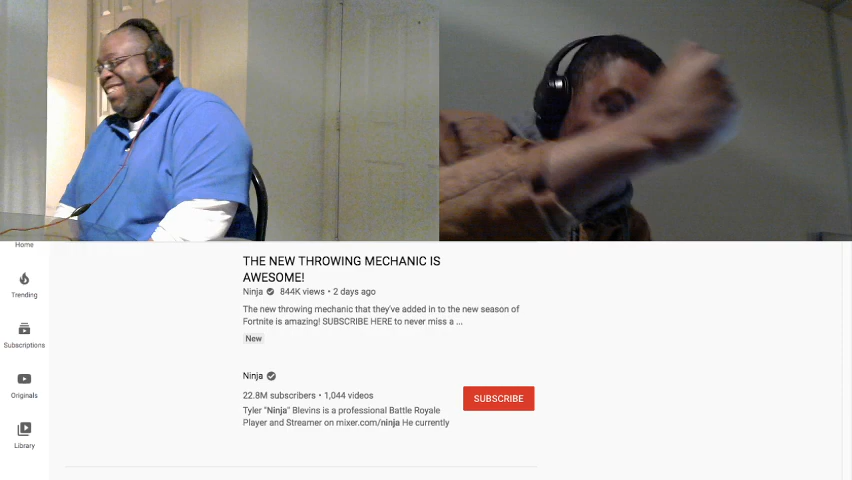 Home
Trending
Subscriptions
Originals
Library
THE NEW THROWING MECHANIC IS
AWESOME!
Ninja 844K views • 2 days ago
The new throwing mechanic that they've added in to the new season of
Fortnite is amazing! SUBSCRIBE HERE to never miss a ...
New
Ninja
22.8M subscribers • 1,044 videos
SUBSCRIBE
Tyler "Ninja" Blevins is a professional Battle Royale
Player and Streamer on mixer.com/ninja He currently